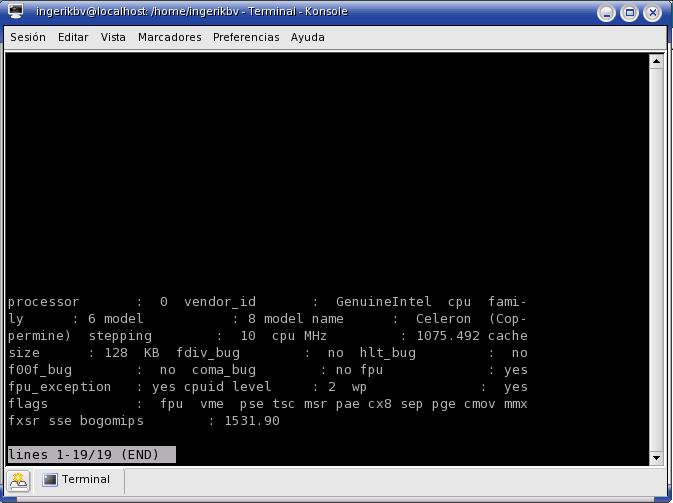 ingerikbv@localhost: /home/ingerikbv - Terminal - Konsole
Sesión Editar Vista Marcadores Preferencias Ayuda
processor : 0 vendor_id : GenuineIntel cpu fami-
ly : 6 model : 8 model name : Celeron (Cop-
permine) stepping : 10 cpu MHz : 1075.492 cache
size : 128 KB fdiv_bug : no hlt_bug : no
f00f_bug : no coma_bug : no fpu : yes
fpu_exception : yes cpuid level : 2 wp : yes
flags : fpu vme pse tsc msr pae cx8 sep pge cmov mmx
fxsr sse bogomips : 1531.90
lines 1-19/19 (END)
Terminal